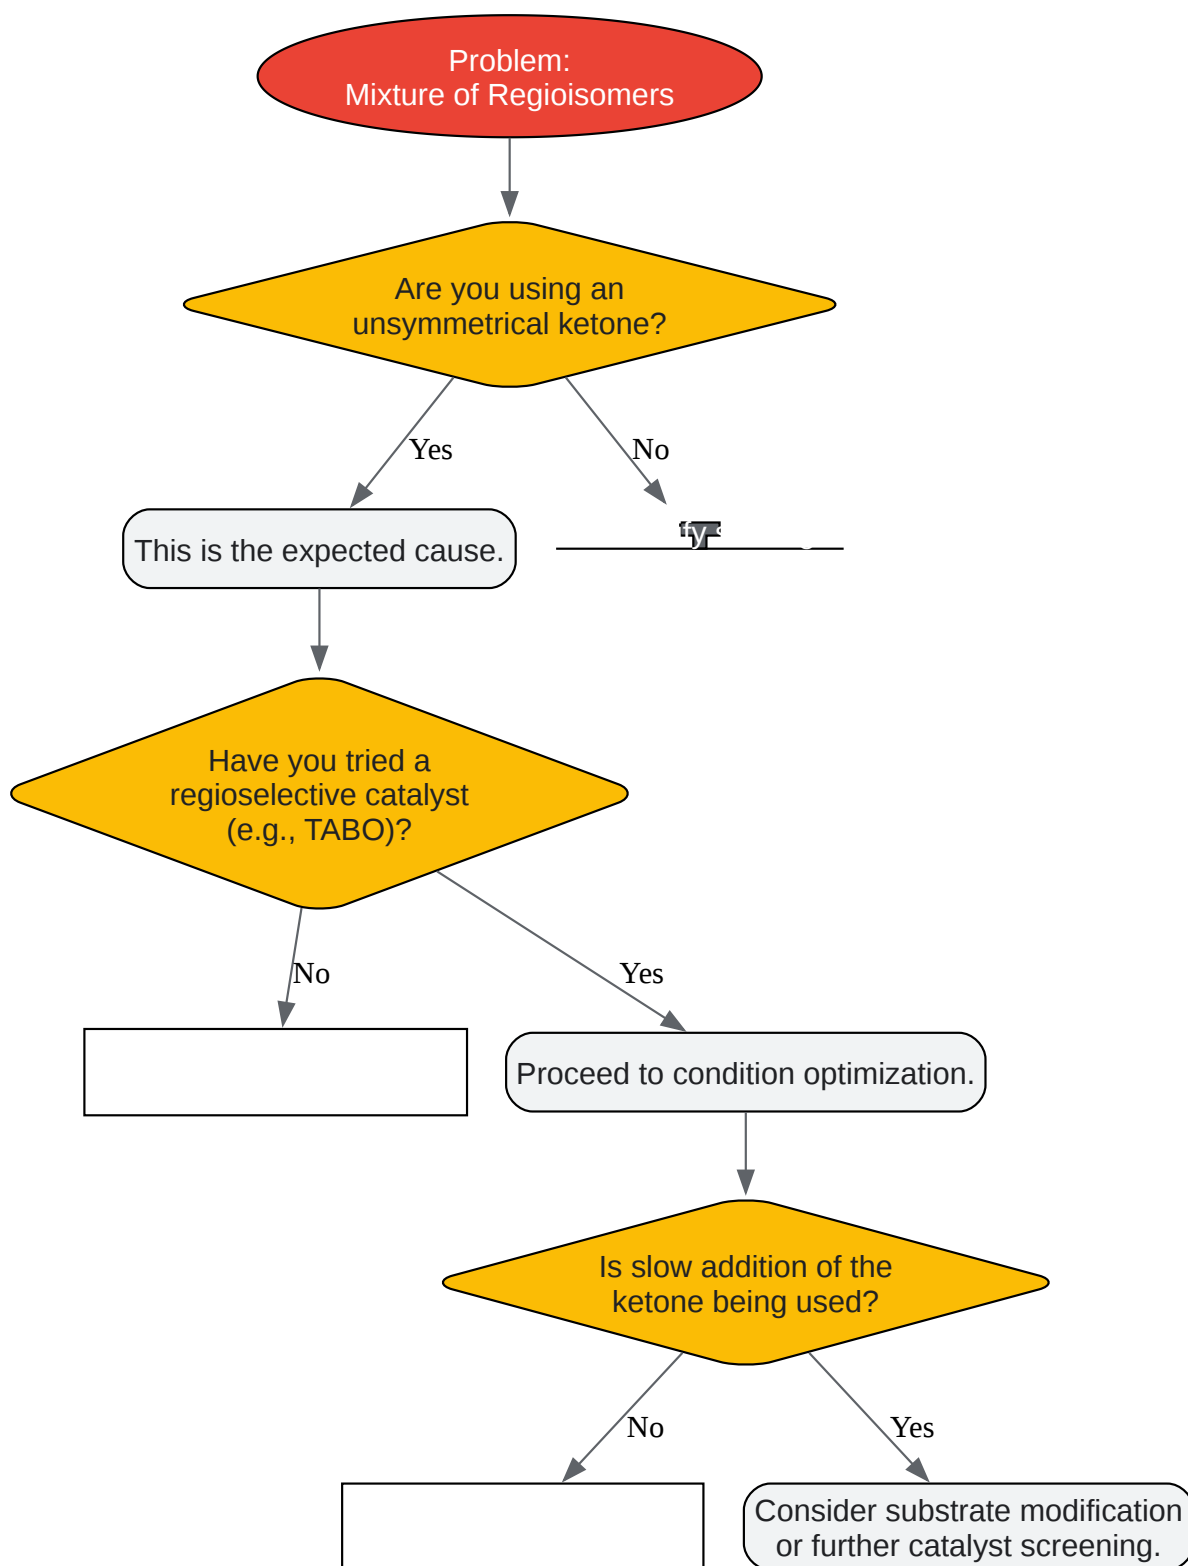 Problem:
Mixture of Regioisomers
Are you using an
unsymmetrical ketone?
Yes
No
This is the expected cause.
Have you tried a
regioselective catalyst
(e.g., TABO)?
No
Yes
Proceed to condition optimization.
Is slow addition of the
ketone being used?
No
Yes
Consider substrate modification
or further catalyst screening.